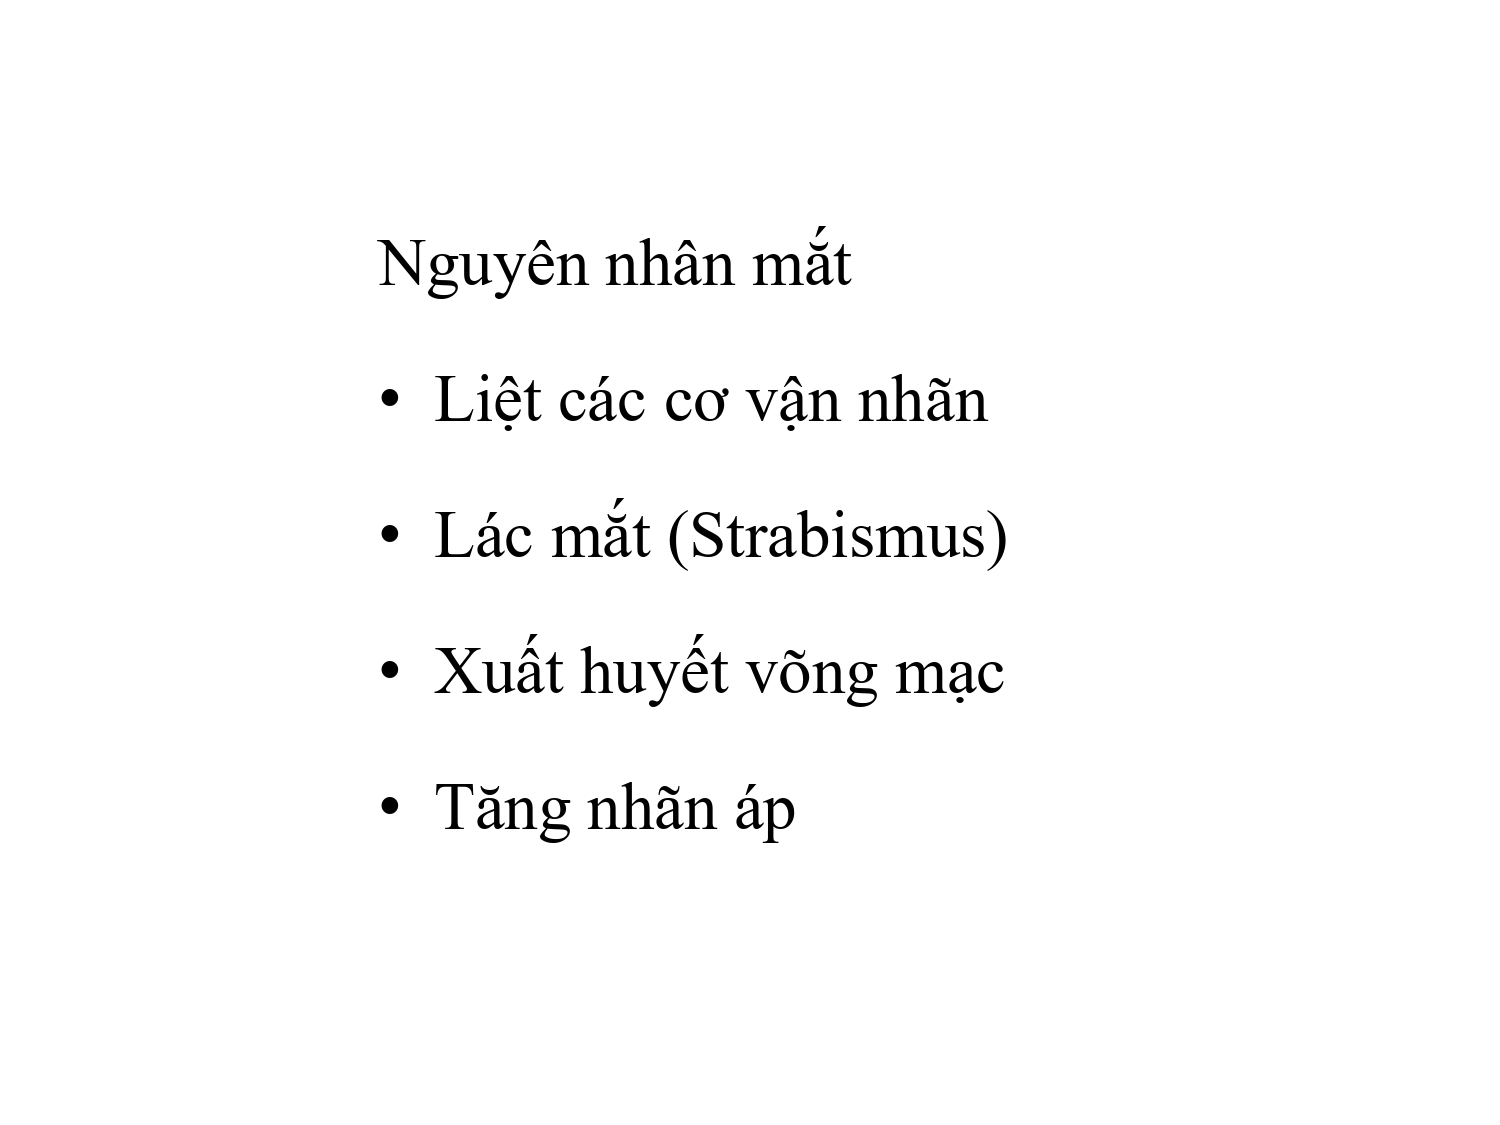 Nguyên nhân mắt
• Liệt các cơ vận nhãn
• Lác mắt (Strabismus)
• Xuất huyết võng mạc
• Tăng nhãn áp